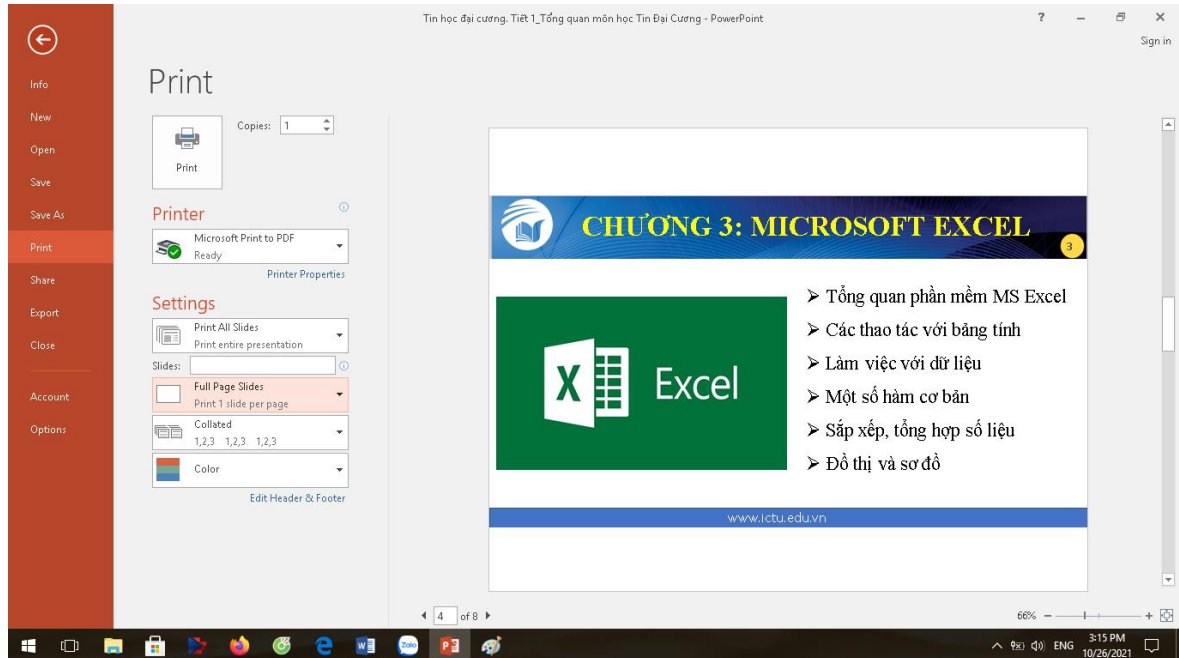 Tin học đại cương. Tiết 1_Tổng quan môn học Tin Đại Cương - PowerPoint
?
Sign in
Info
New
Open
Save
Save As
Print
Share
Export
Close
Account
Options
Print
Copies: 1
Print
Printer
Microsoft Print to PDF
Ready
Printer Properties
Settings
Print All Slides
Print entire presentation
Slides:
Full Page Slides
Print 1 slide per page
Collated
1,2,3 1,2,3 1,2,3
Color
Edit Header & Footer
CHƯƠNG 3: MICROSOFT EXCEL
3
X Excel
➢ Tổng quan phần mềm MS Excel
➢ Các thao tác với bảng tính
➢ Làm việc với dữ liệu
➢ Một số hàm cơ bản
➢ Sắp xếp, tổng hợp số liệu
➢ Đồ thị và sơ đồ
www.ictu.edu.vn
4 of 8
66%
Zalo
ENG
3:15 PM
10/26/2021